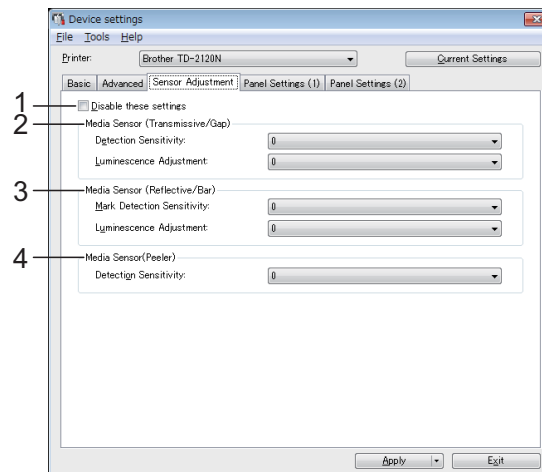 Device settings
File Tools Help
Printer: Brother TD-2120N Current Settings
Basic Advanced Sensor Adjustment Panel Settings (1) Panel Settings (2)
1 Disable these settings
2 Media Sensor (Transmissive/Gap)
Detection Sensitivity: 0
Luminescence Adjustment: 0
3 Media Sensor (Reflective/Bar)
Mark Detection Sensitivity: 0
Luminescence Adjustment: 0
4 Media Sensor(Peeler)
Detection Sensitivity: 0
Apply Exit